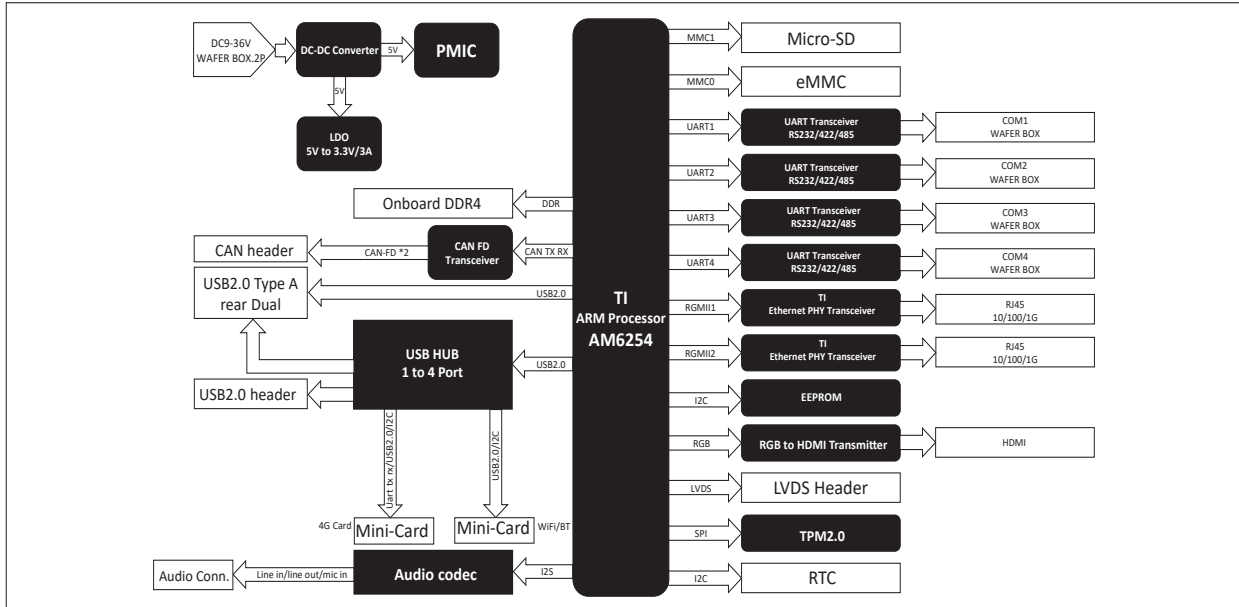 DC9-36V
WAFER BOX.2P
DC-DC Converter
5V
PMIC
5V
LDO
5V to 3.3V/3A
Onboard DDR4
DDR
CAN header
CAN-FD *2
CAN FD
Transceiver
CAN TX RX
USB2.0 Type A
rear Dual
USB2.0
USB HUB
1 to 4 Port
USB2.0
USB2.0 header
Uart tx rx/USB2.0/I2C
USB2.0/I2C
4G Card
Mini-Card
Mini-Card
WiFi/BT
Audio Conn.
Line in/line out/mic in
Audio codec
I2S
TI
ARM Processor
AM6254
MMC1
Micro-SD
MMC0
eMMC
UART1
UART Transceiver
RS232/422/485
COM1
WAFER BOX
UART2
UART Transceiver
RS232/422/485
COM2
WAFER BOX
UART3
UART Transceiver
RS232/422/485
COM3
WAFER BOX
UART4
UART Transceiver
RS232/422/485
COM4
WAFER BOX
RGMII1
TI
Ethernet PHY Transceiver
RJ45
10/100/1G
RGMII2
TI
Ethernet PHY Transceiver
RJ45
10/100/1G
I2C
EEPROM
RGB
RGB to HDMI Transmitter
HDMI
LVDS
LVDS Header
SPI
TPM2.0
I2C
RTC